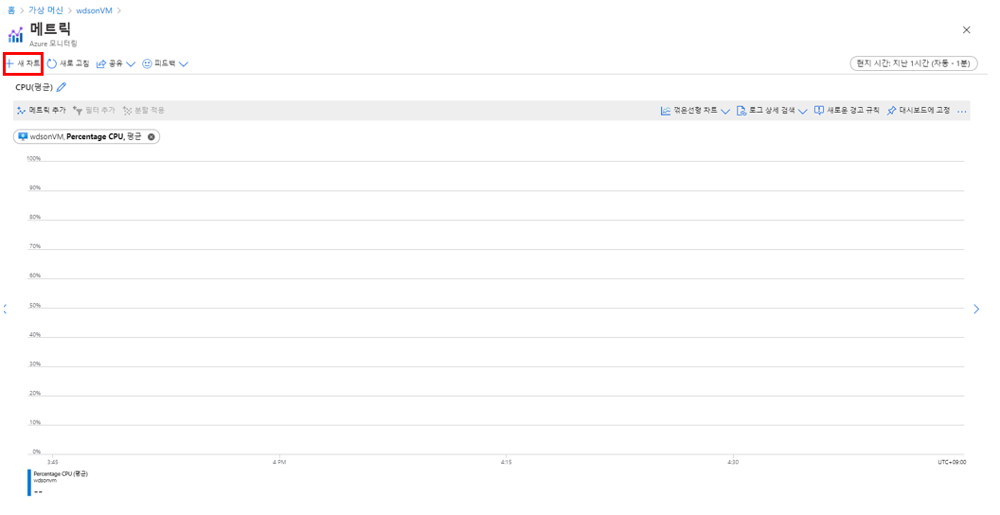 홈 > 가상 머신 > wdsonVM >
메트릭
Azure 모니터링
+ 새 차트 새로 고침 공유 피드백 현지 시간: 지난 1시간 (자동 - 1분)
CPU(평균)
메트릭 추가 필터 추가 분할 적용 꺾은선형 차트 로그 상세 검색 새로운 경고 규칙 대시보드에 고정 ...
wdsonVM, Percentage CPU, 평균
100%
90%
80%
70%
60%
50%
40%
30%
20%
10%
0%
3:45 4 PM 4:15 4:30 UTC+09:00
Percentage CPU (평균)
wdsonvm
--